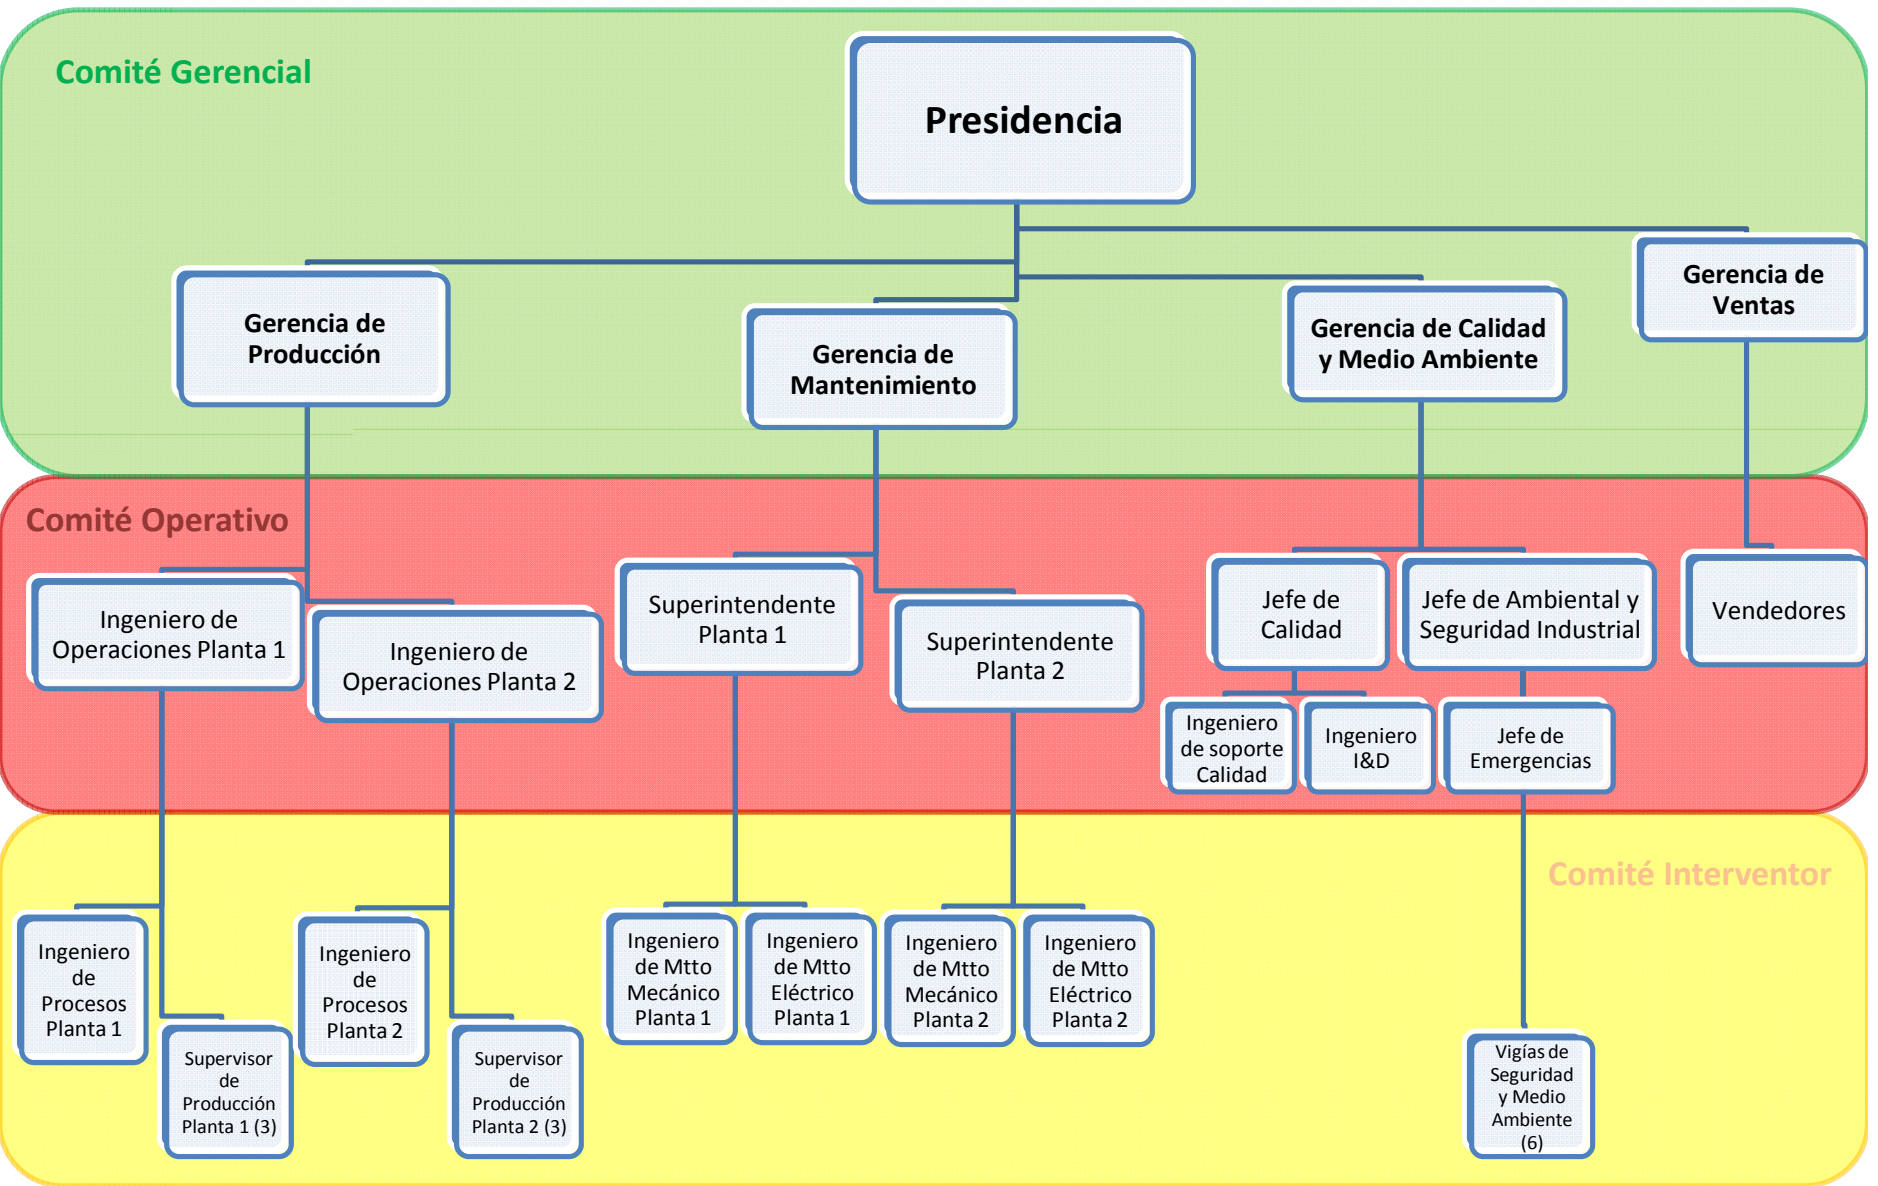 Comité Gerencial
Presidencia
Gerencia de
Producción
Gerencia de
Mantenimiento
Gerencia de Calidad
y Medio Ambiente
Gerencia de
Ventas
Comité Operativo
Ingeniero de
Operaciones Planta 1
Ingeniero de
Operaciones Planta 2
Superintendente
Planta 1
Superintendente
Planta 2
Jefe de
Calidad
Jefe de Ambiental y
Seguridad Industrial
Vendedores
Ingeniero
de soporte
Calidad
Ingeniero
I&D
Jefe de
Emergencias
Comité Interventor
Ingeniero
de
Procesos
Planta 1
Supervisor
de
Producción
Planta 1 (3)
Ingeniero
de
Procesos
Planta 2
Supervisor
de
Producción
Planta 2 (3)
Ingeniero
de Mtto
Mecánico
Planta 1
Ingeniero
de Mtto
Eléctrico
Planta 1
Ingeniero
de Mtto
Mecánico
Planta 2
Ingeniero
de Mtto
Eléctrico
Planta 2
Vigías de
Seguridad
y Medio
Ambiente
(6)